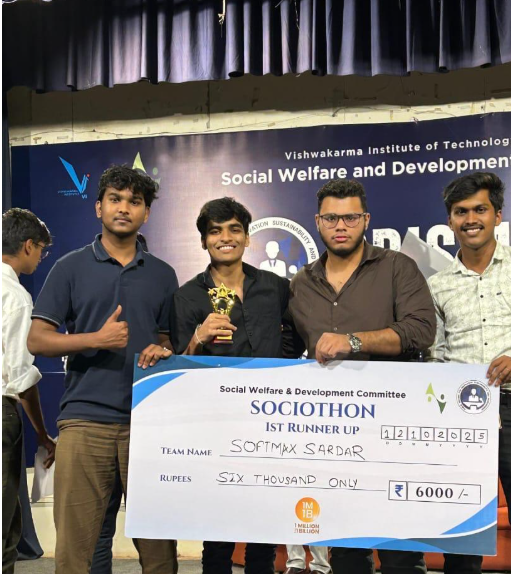 Vishwakarma Institute of Technolog
Social Welfare and Development
Social Welfare & Development Committee
SOCIOTHON
1ST RUNNER UP
12102025
D D M M Y Y Y Y
TEAM NAME SOFTMAX SARDAR
RUPEES SIX THOUSAND ONLY
₹ 6000 /-
1M
1B
1 MILLION
1 BILLION